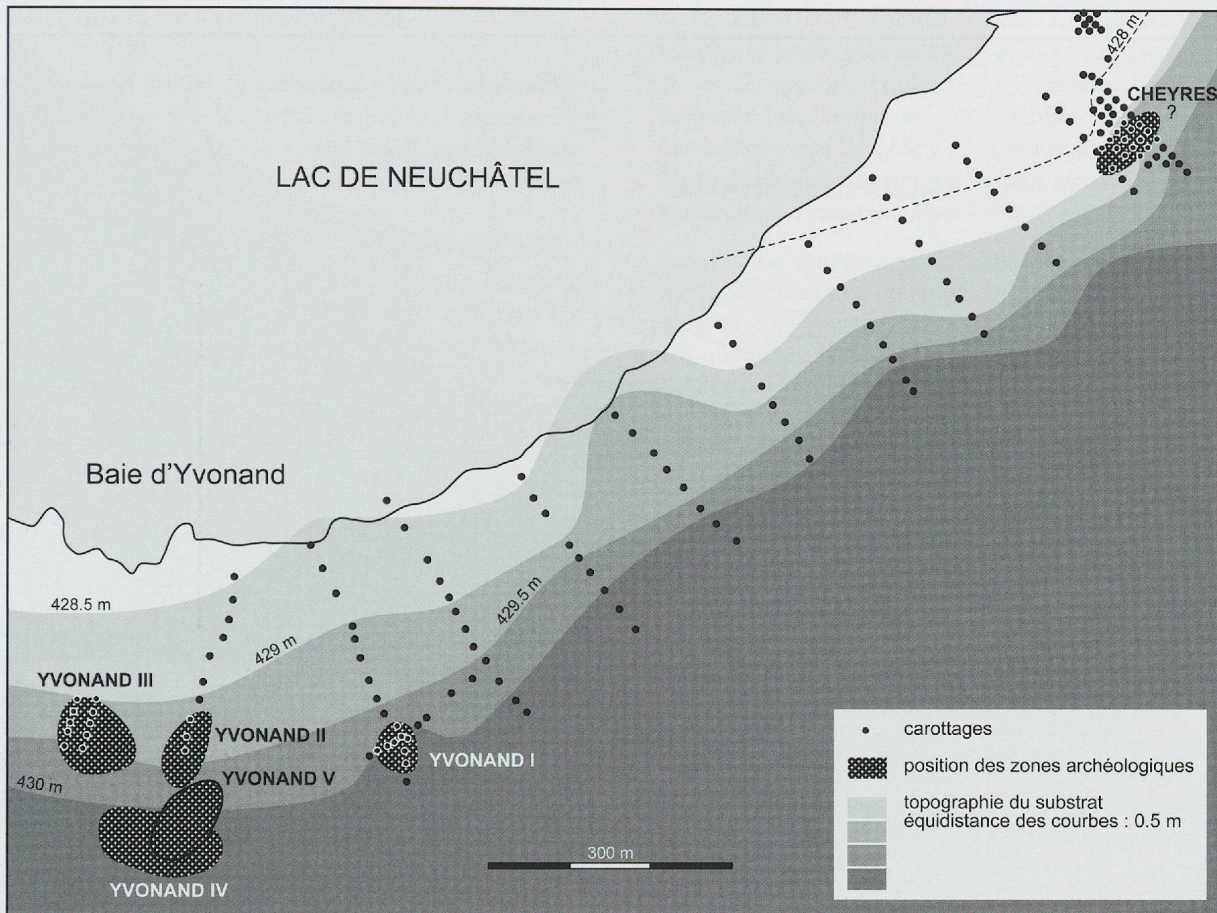 428 m
CHEYRES
?
LAC DE NEUCHÂTEL
Baie d'Yvonand
428.5 m
429 m
429.5 m
YVONAND III
YVONAND II
YVONAND I
YVONAND V
430 m
YVONAND IV
300 m
carottages
position des zones archéologiques
topographie du substrat
équidistance des courbes : 0.5 m